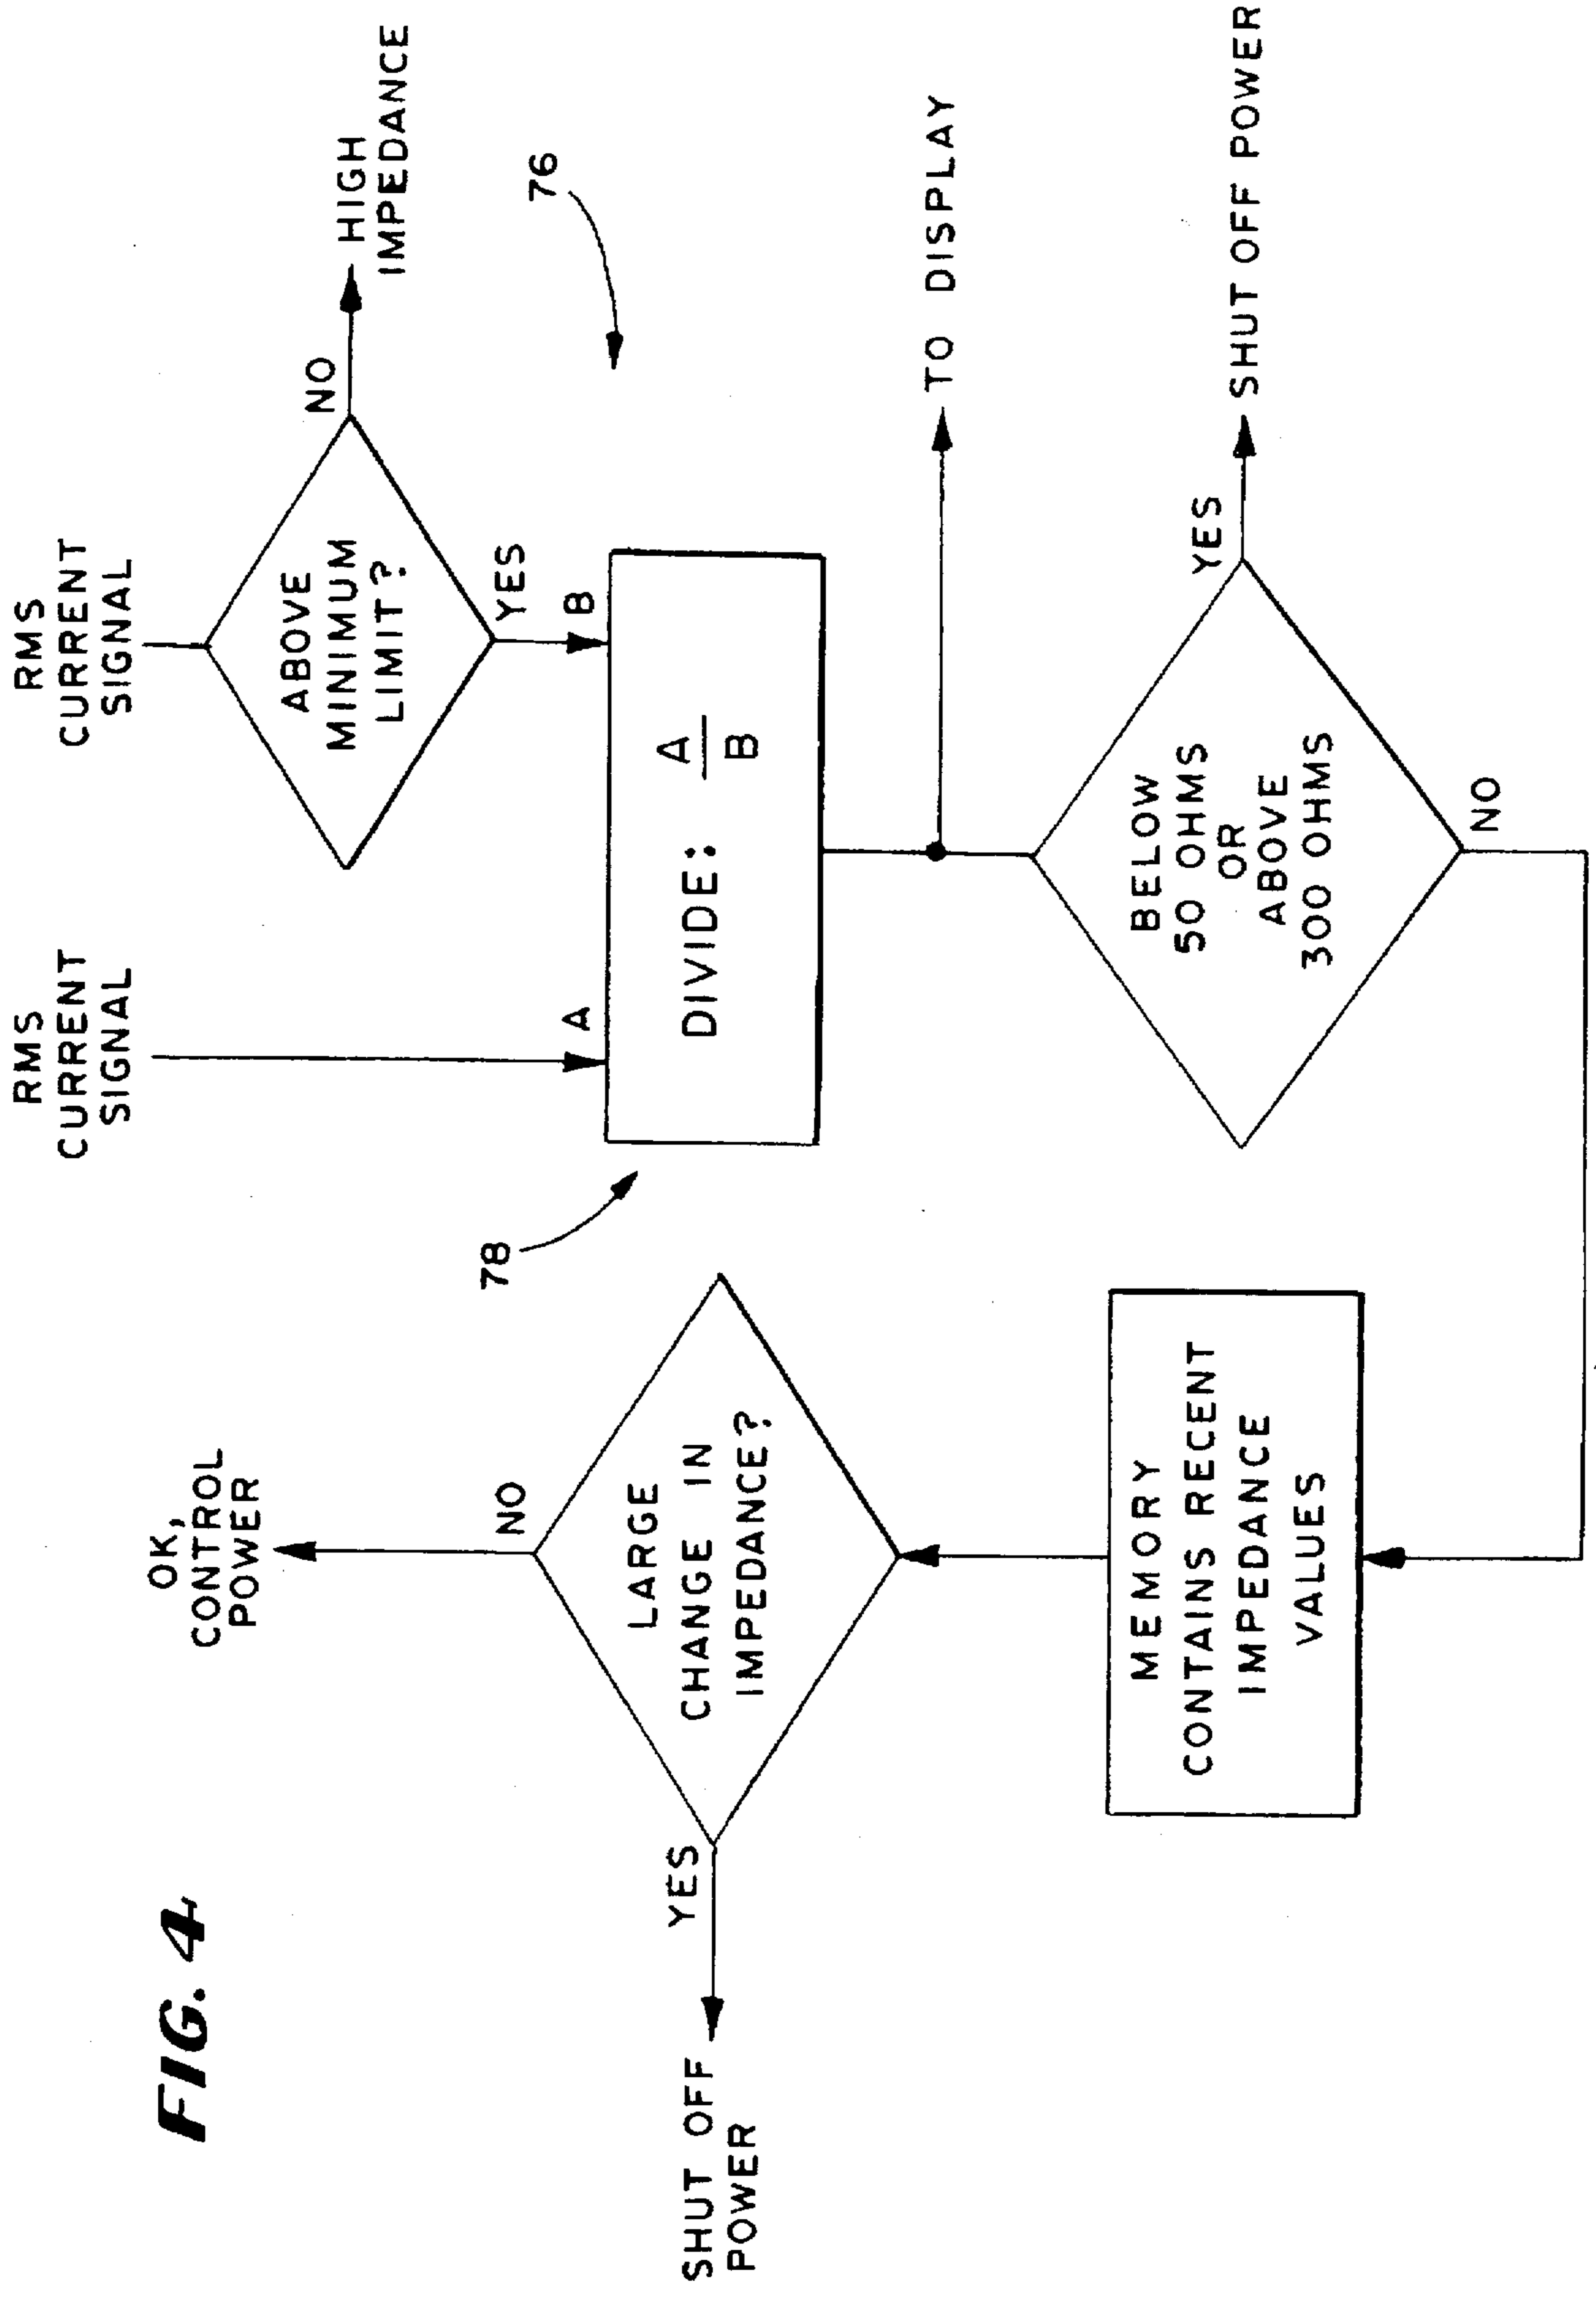 FIG. 4
RMS
CURRENT
SIGNAL
RMS
CURRENT
SIGNAL
ABOVE
MINIMUM
LIMIT?
NO
HIGH
IMPEDANCE
YES
A
B
76
78
DIVIDE: A
B
TO DISPLAY
BELOW
50 OHMS
OR
ABOVE
300 OHMS
YES
SHUT OFF POWER
NO
MEMORY
CONTAINS RECENT
IMPEDANCE
VALUES
LARGE
CHANGE IN
IMPEDANCE?
NO
OK,
CONTROL
POWER
YES
SHUT OFF
POWER